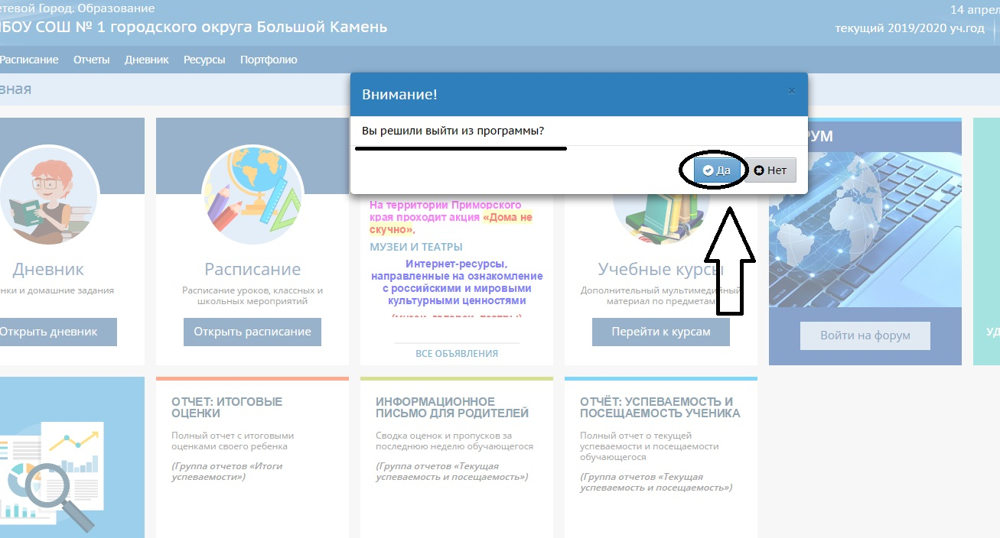 етевой Город. Образование
14 апрел
БОУ СОШ № 1 городского округа Большой Камень
текущий 2019/2020 уч.год
Расписание Отчеты Дневник Ресурсы Портфолио
вная
Внимание!
Вы решили выйти из программы?
Да Нет
РУМ
На территории Приморского
края проходит акция «Дома не
скучно».
МУЗЕИ И ТЕАТРЫ
Интернет-ресурсы,
направленные на ознакомление
с российскими и мировыми
культурными ценностями
(музеи, галереи, театры)
ВСЕ ОБЪЯВЛЕНИЯ
Дневник
нки и домашние задания
Открыть дневник
Расписание
Расписание уроков, классных и
школьных мероприятий
Открыть расписание
Учебные курсы
Дополнительный мультимедийный
материал по предметам
Перейти к курсам
Войти на форум
УД
ОТЧЕТ: ИТОГОВЫЕ
ОЦЕНКИ
Полный отчет с итоговыми
оценками своего ребенка
(Группа отчетов «Итоги
успеваемости»)
ИНФОРМАЦИОННОЕ
ПИСЬМО ДЛЯ РОДИТЕЛЕЙ
Сводка оценок и пропусков за
последнюю неделю обучающегося
(Группа отчетов «Текущая
успеваемость и посещаемость»)
ОТЧЁТ: УСПЕВАЕМОСТЬ И
ПОСЕЩАЕМОСТЬ УЧЕНИКА
Полный отчет о текущей
успеваемости и посещаемости
обучающегося
(Группа отчетов «Текущая
успеваемость и посещаемость»)